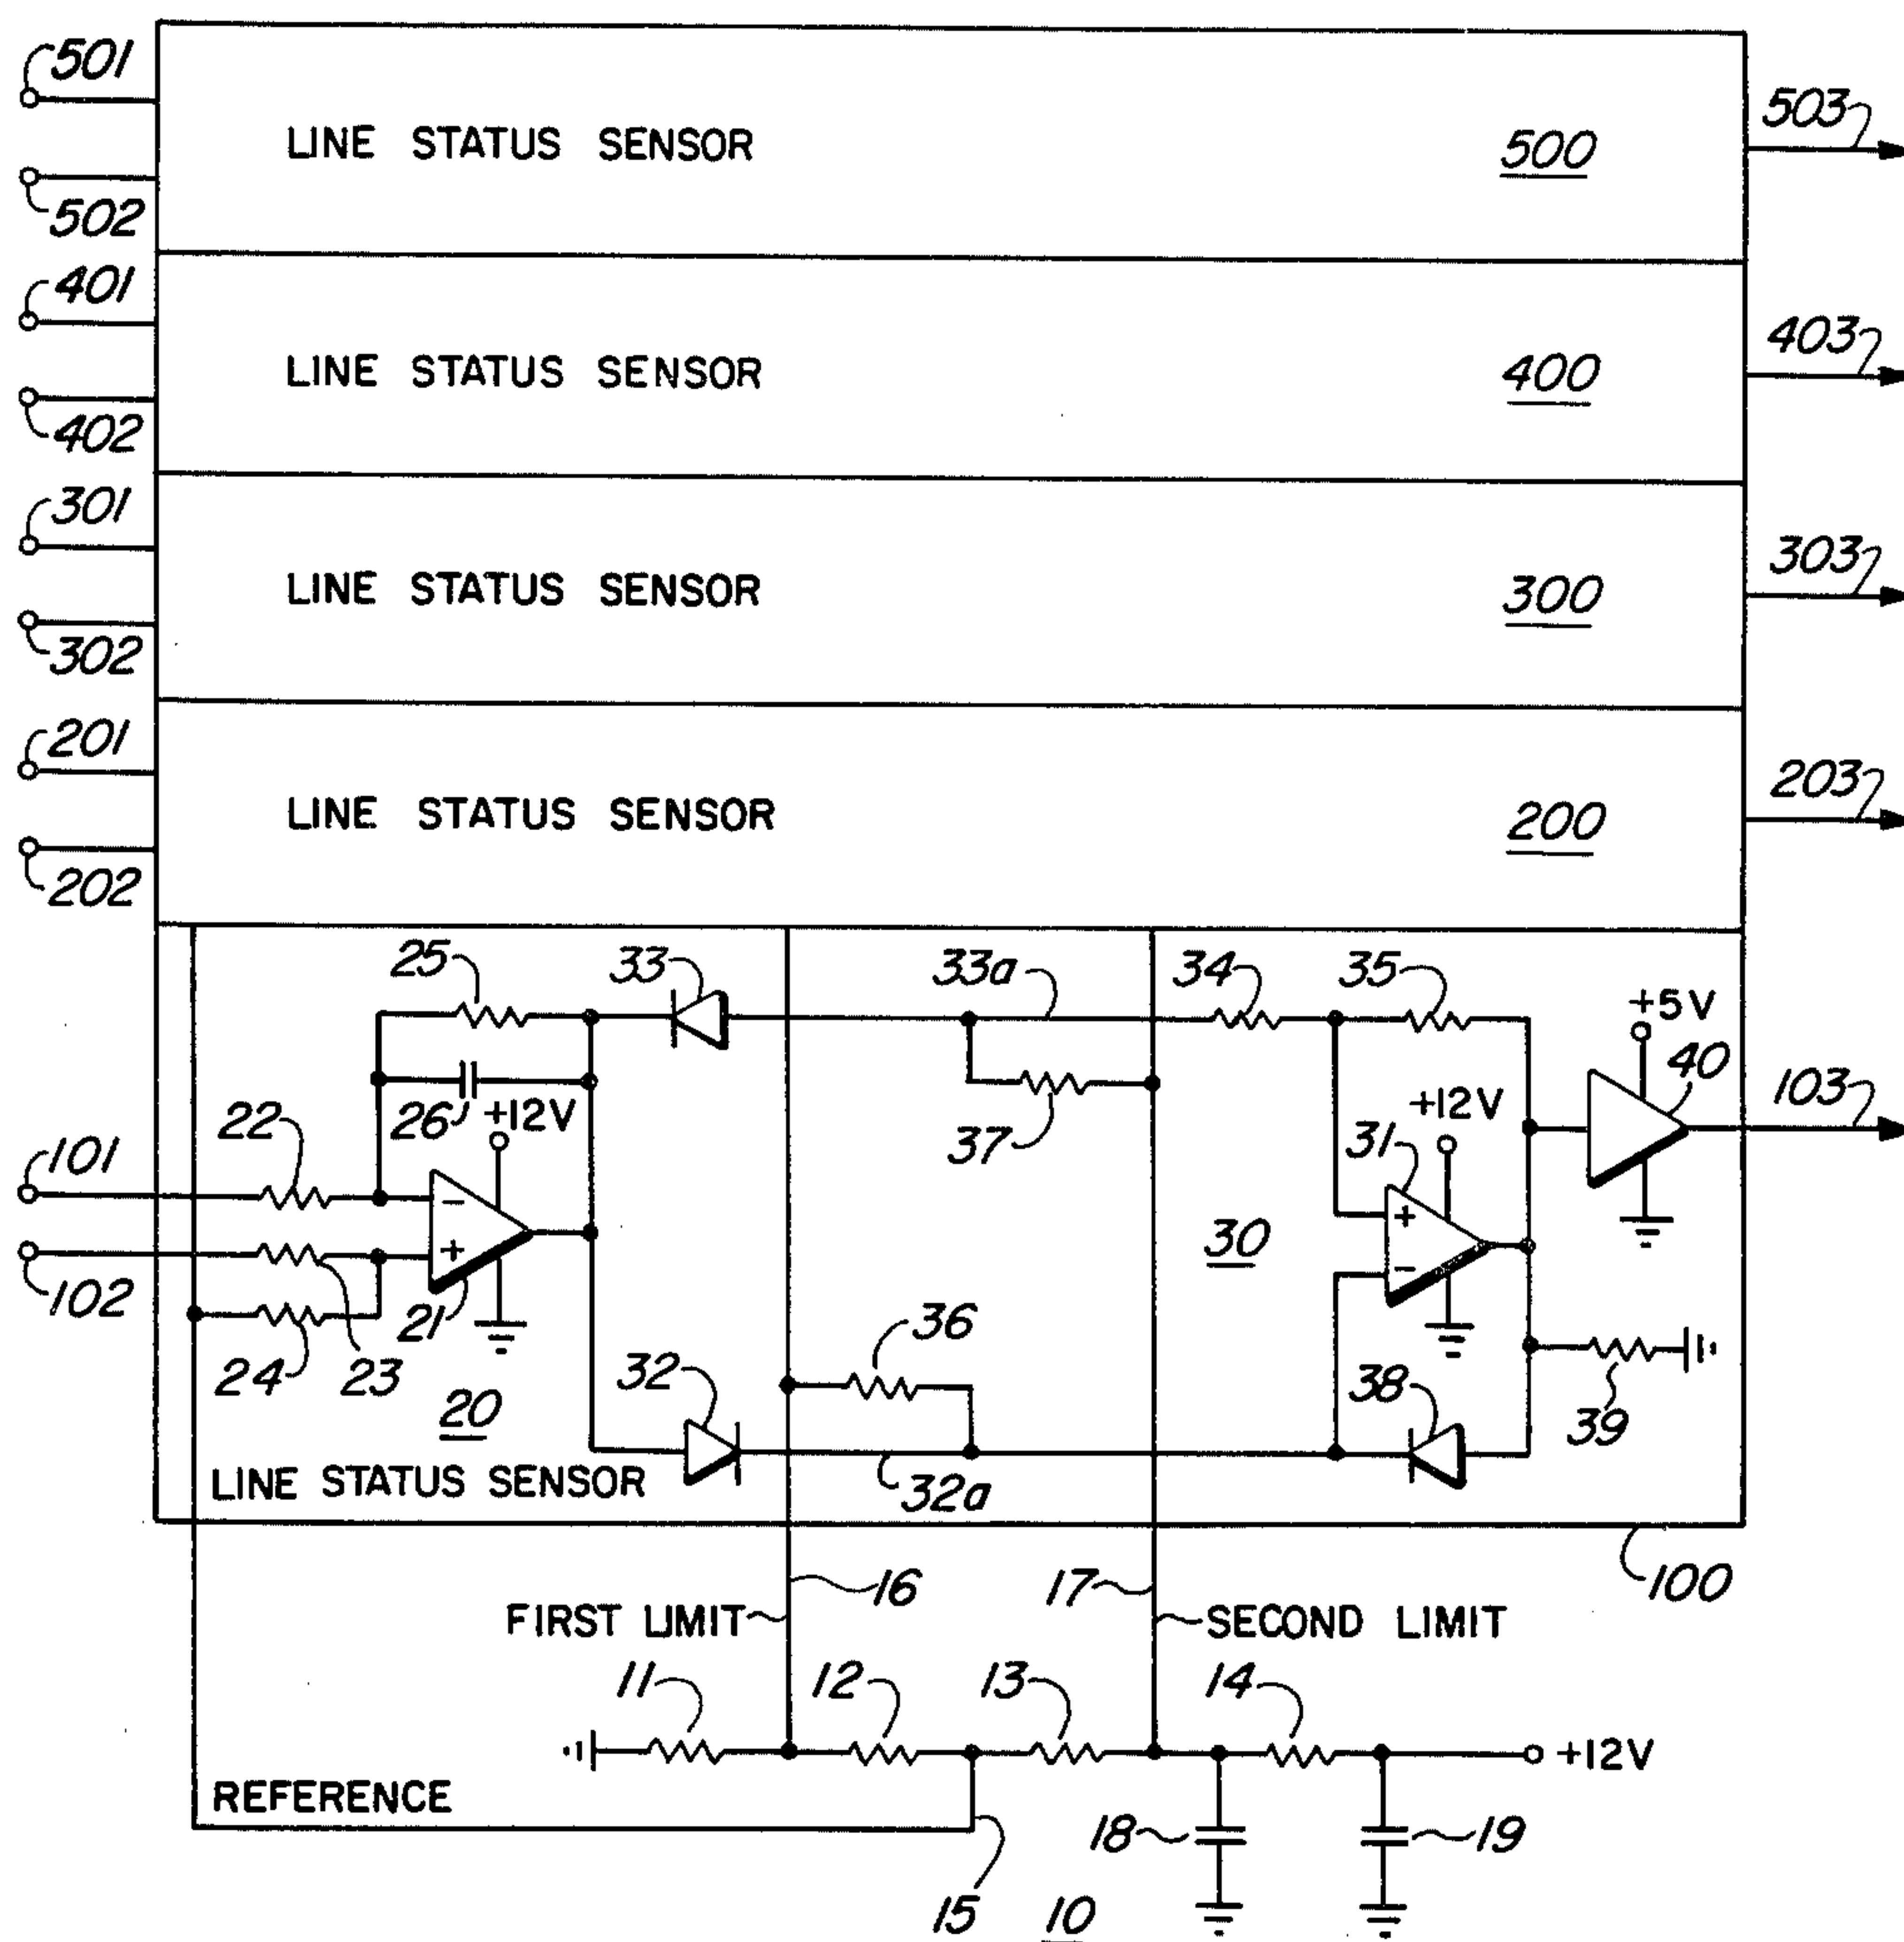 501
LINE STATUS SENSOR 500 503
502
401
LINE STATUS SENSOR 400 403
402
301
LINE STATUS SENSOR 300 303
302
201
LINE STATUS SENSOR 200 203
202
25 33 33a 34 35 +5V
40
22 26 +12V 37 +12V 31 103
101
- + 30 + -
102 24 23 21 36
20 32 38 39
LINE STATUS SENSOR 32a
100
16 17
FIRST LIMIT SECOND LIMIT
11 12 13 14
+12V
REFERENCE
18 19
15 10